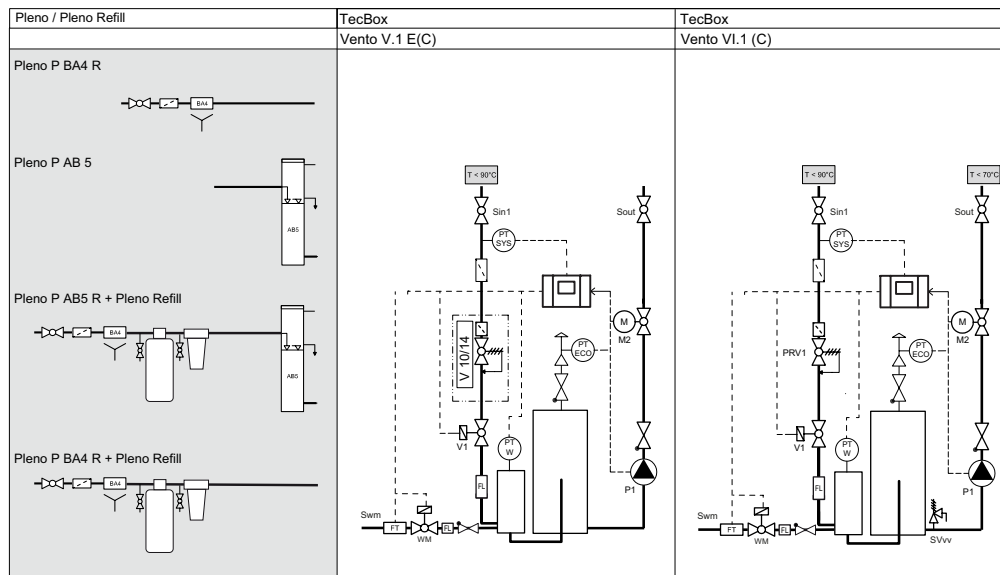 Pleno / Pleno Refill
TecBox
TecBox
Vento V.1 E(C)
Vento VI.1 (C)
Pleno P BA4 R
BA4
Pleno P AB 5
AB5
Pleno P AB5 R + Pleno Refill
BA4
AB5
Pleno P BA4 R + Pleno Refill
BA4
T < 90°C
Sin1
Sout
PT
SYS
M
M2
V 10/14
PT
ECO
V1
PT
W
FL
P1
Swm
FT
WM
FL
T < 90°C
T < 70°C
Sin1
Sout
PT
SYS
M
M2
PRV1
PT
ECO
V1
PT
W
FL
P1
Swm
FT
WM
FL
SVvv